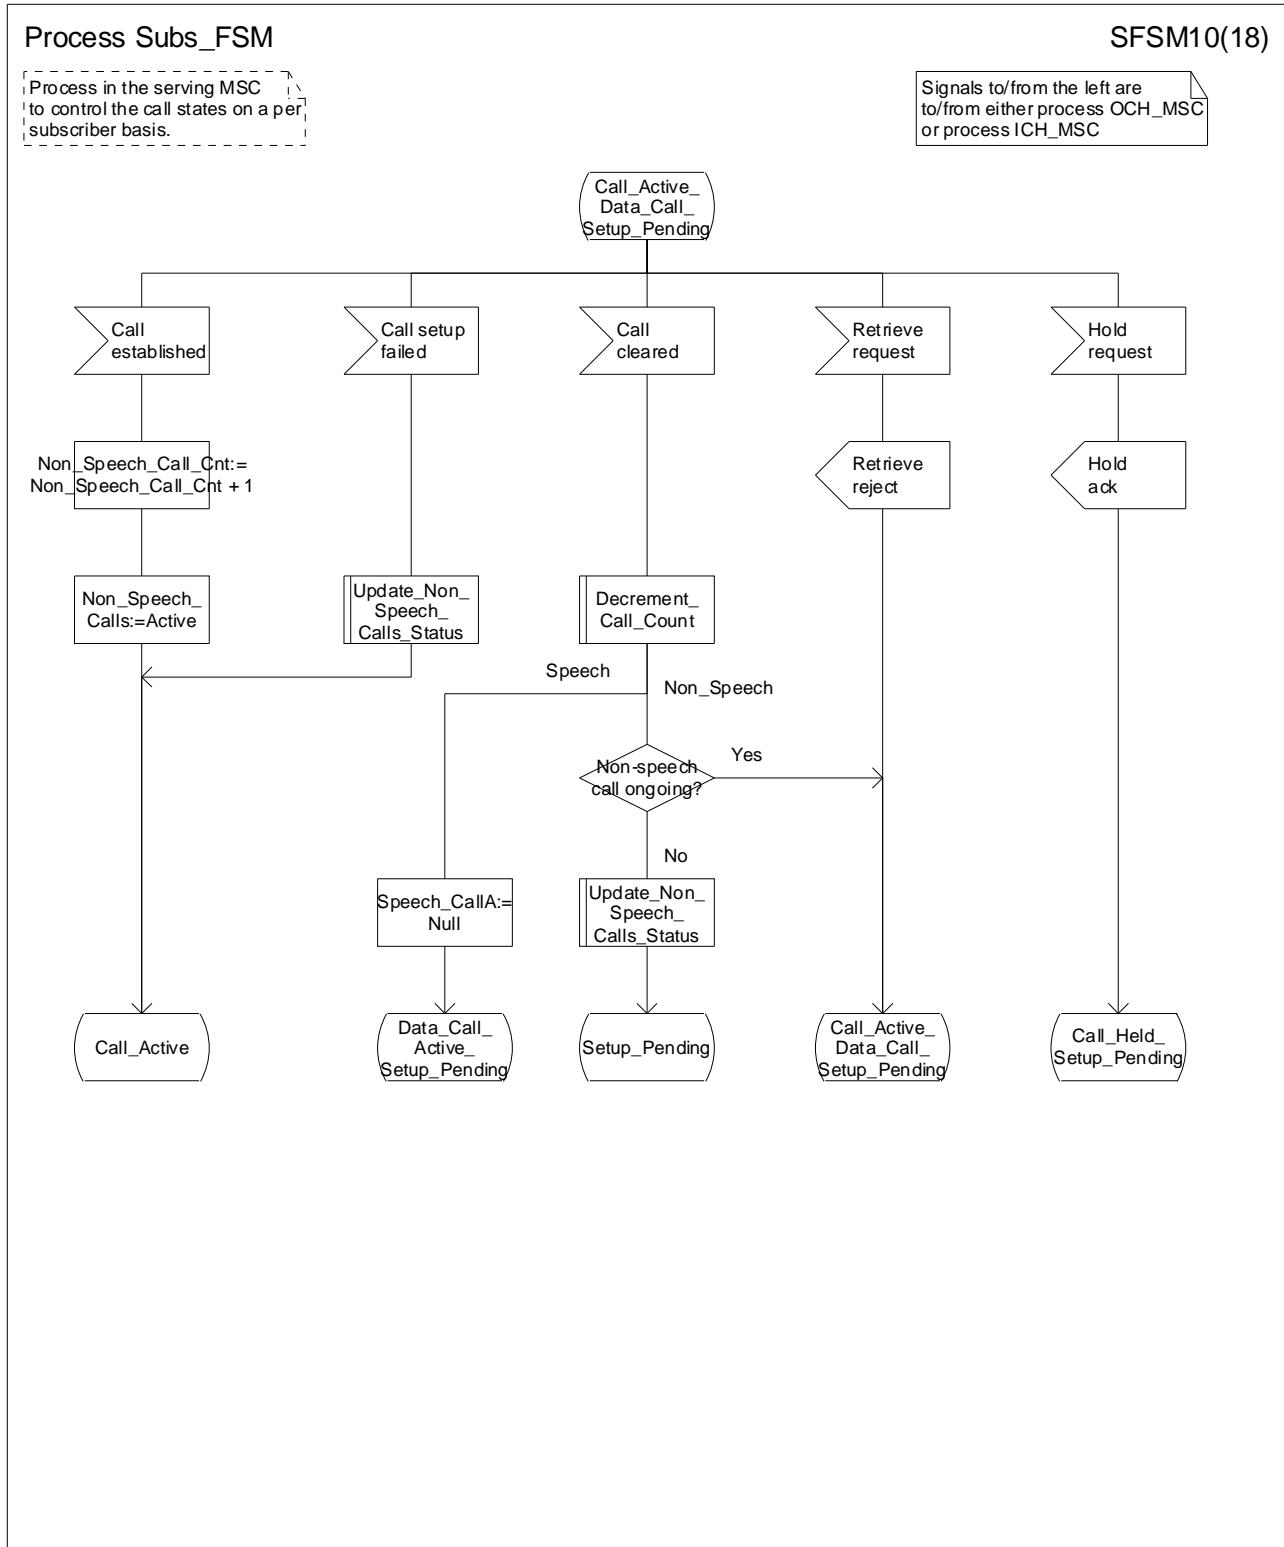 Process Subs_FSM
SFSM10(18)
Process in the serving MSC
to control the call states on a per
subscriber basis.
Signals to/from the left are
to/from either process OCH_MSC
or process ICH_MSC
Call_Active_
Data_Call_
Setup_Pending
Call
established
Call setup
failed
Call
cleared
Retrieve
request
Hold
request
Non_Speech_Call_Cnt:=
Non_Speech_Call_Cnt + 1
Retrieve
reject
Hold
ack
Non_Speech_
Calls:=Active
Update_Non_
Speech_
Calls_Status
Decrement_
Call_Count
Speech
Non_Speech
Non-speech
call ongoing?
Yes
No
Speech_CallA:=
Null
Update_Non_
Speech_
Calls_Status
Call_Active
Data_Call_
Active_
Setup_Pending
Setup_Pending
Call_Active_
Data_Call_
Setup_Pending
Call_Held_
Setup_Pending